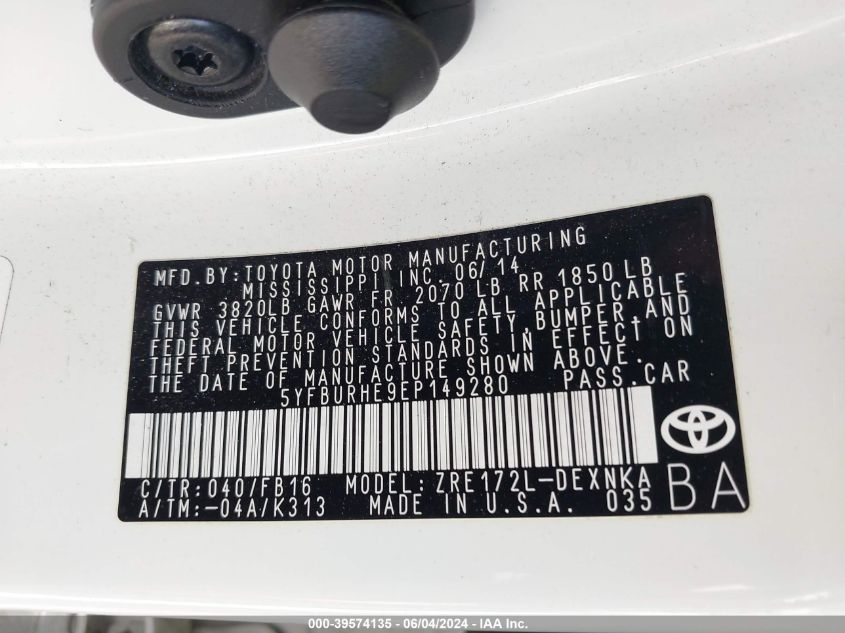 MFD. BY: TOYOTA MOTOR MANUFACTURING
MISSISSIPPI INC. 06/14
GVWR 3820LB GAWR FR 2070 LB RR 1850 LB
THIS VEHICLE CONFORMS TO ALL APPLICABLE
FEDERAL MOTOR VEHICLE SAFETY, BUMPER, AND
THEFT PREVENTION STANDARDS IN EFFECT ON
THE DATE OF MANUFACTURE SHOWN ABOVE.
5YFBURHE9EP149280 PASS. CAR
C/TR: 040/FB16 MODEL: ZRE172L-DEXNKA
A/TM: -04A/K313 MADE IN U.S.A. 035 BA
000-39574135 - 06/04/2024 - IAA Inc.